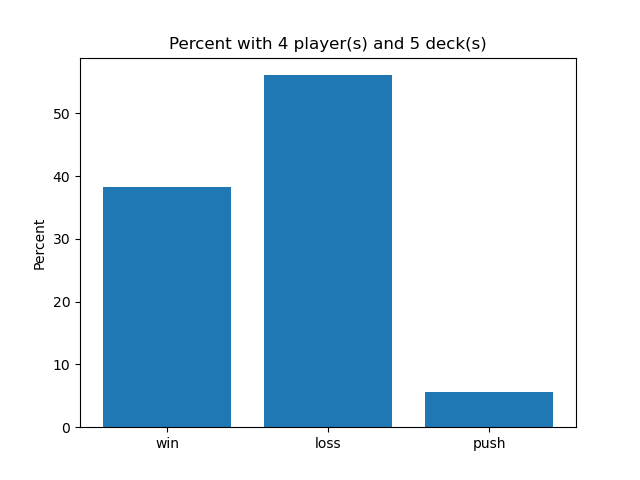 Percent with 4 player(s) and 5 deck(s)
Percent
50
40
30
20
10
0
win
loss
push